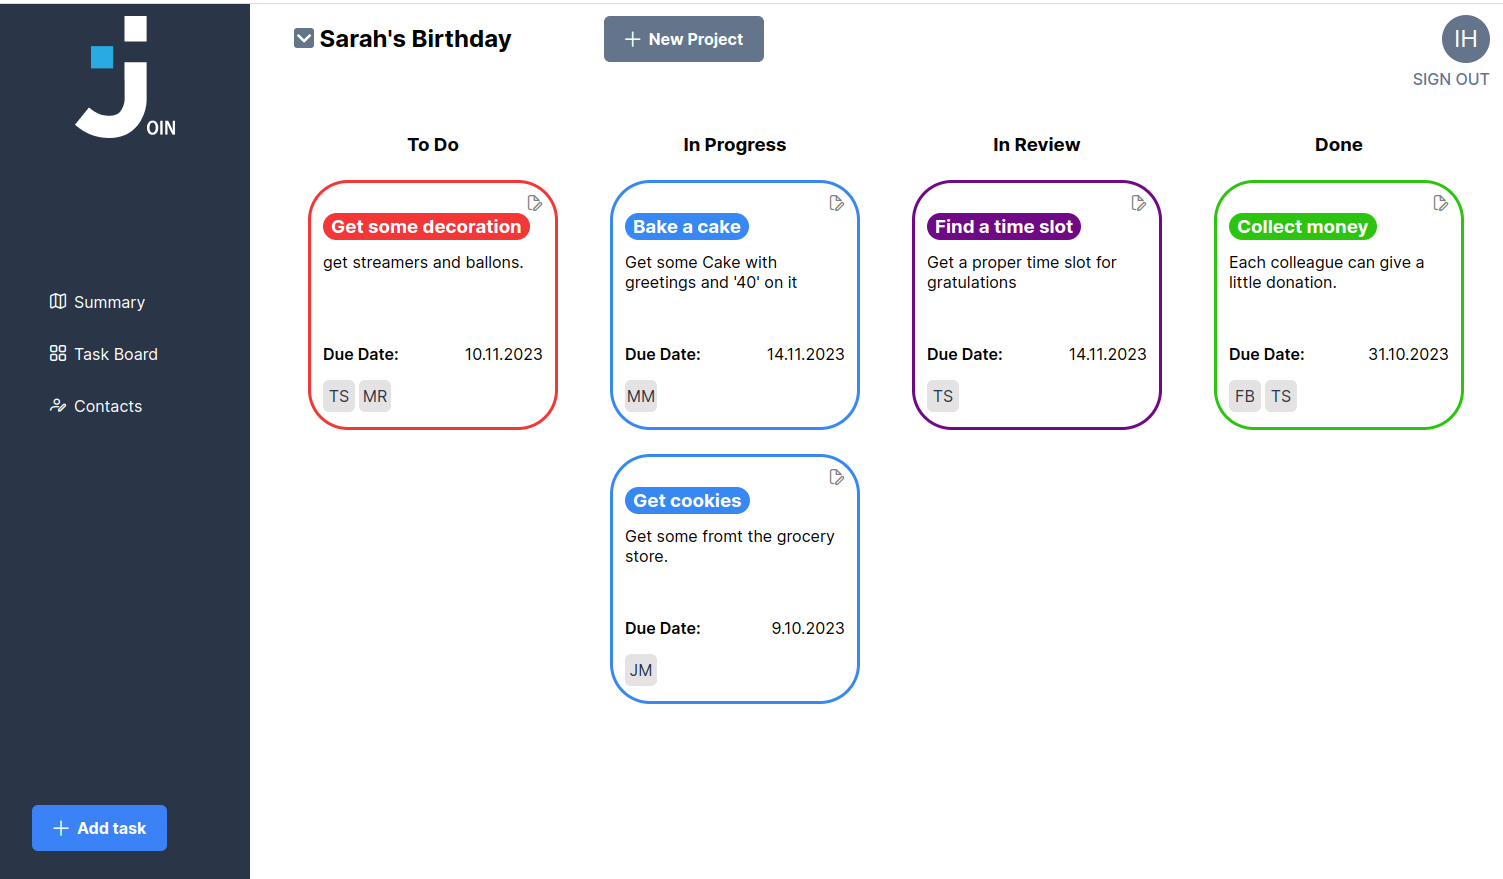 OIN
Summary
Task Board
Contacts
Add task
Sarah's Birthday
New Project
IH
SIGN OUT
To Do
Get some decoration
get streamers and ballons.
Due Date: 10.11.2023
TS MR
In Progress
Bake a cake
Get some Cake with
greetings and '40' on it
Due Date: 14.11.2023
MM
Get cookies
Get some fromt the grocery
store.
Due Date: 9.10.2023
JM
In Review
Find a time slot
Get a proper time slot for
gratulations
Due Date: 14.11.2023
TS
Done
Collect money
Each colleague can give a
little donation.
Due Date: 31.10.2023
FB TS